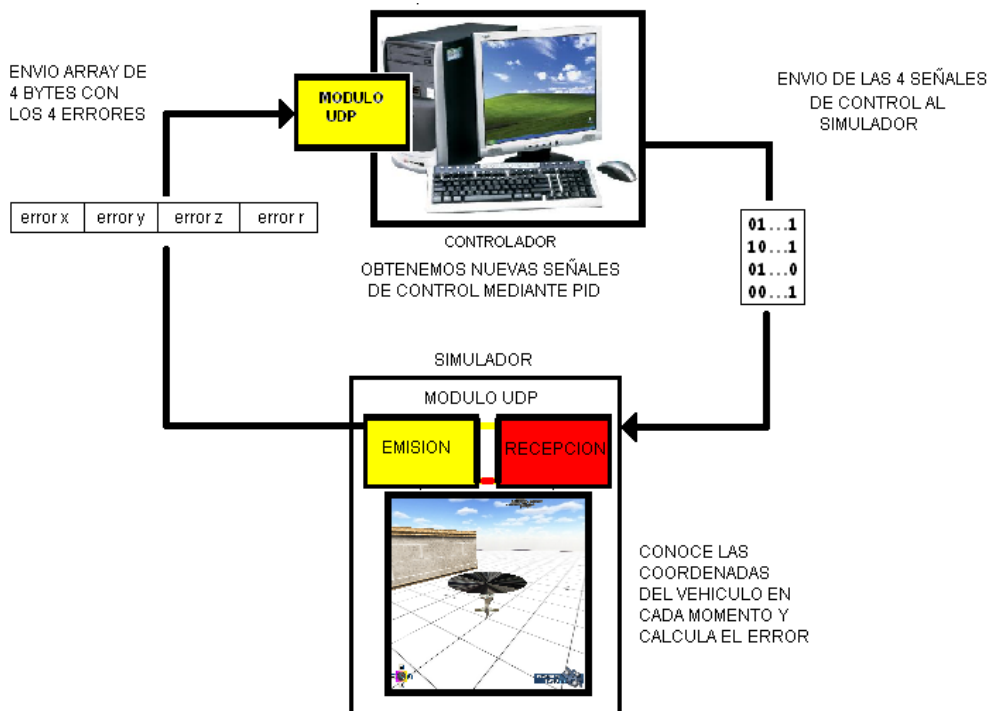 ENVIO ARRAY DE
4 BYTES CON
LOS 4 ERRORES
MODULO
UDP
ENVIO DE LAS 4 SEÑALES
DE CONTROL AL
SIMULADOR
error x error y error z error r
01...1
10...1
01...0
00...1
CONTROLADOR
OBTENEMOS NUEVAS SEÑALES
DE CONTROL MEDIANTE PID
SIMULADOR
MODULO UDP
EMISION
RECEPCION
CONOCE LAS
COORDENADAS
DEL VEHICULO EN
CADA MOMENTO Y
CALCULA EL ERROR